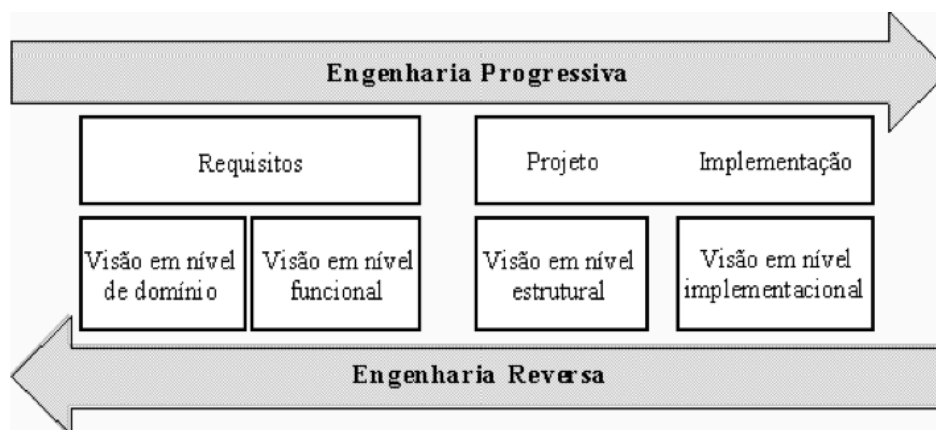 Engenharia Progressiva
Requisitos
Projeto
Implementação
Visão em nível
de domínio
Visão em nível
funcional
Visão em nível
estrutural
Visão em nível
implementacional
Engenharia Reversa